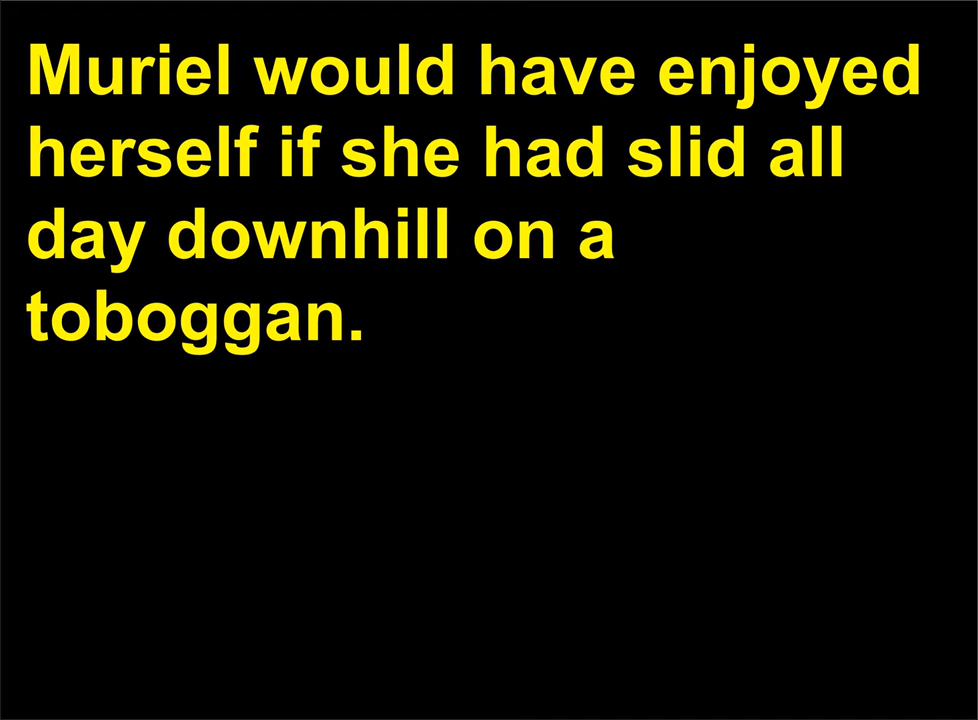 Muriel would have enjoyed
herself if she had slid all
day downhill on a
toboggan.